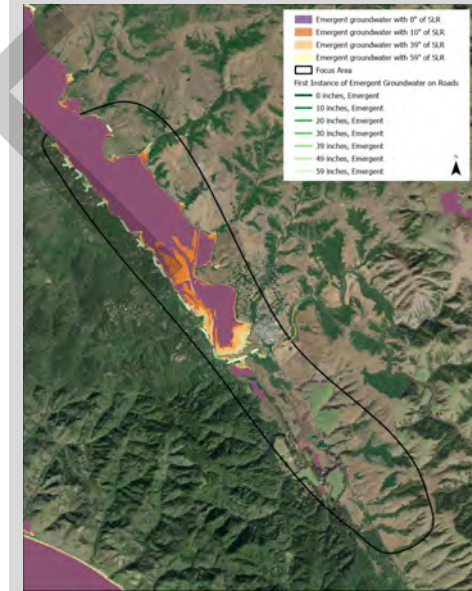 Emergent groundwater with 0" of SLR
Emergent groundwater with 10" of SLR
Emergent groundwater with 39" of SLR
Emergent groundwater with 59" of SLR
Focus Area
First Instance of Emergent Groundwater on Roads
0 inches, Emergent
10 inches, Emergent
20 inches, Emergent
30 inches, Emergent
39 inches, Emergent
49 inches, Emergent
59 inches, Emergent
N